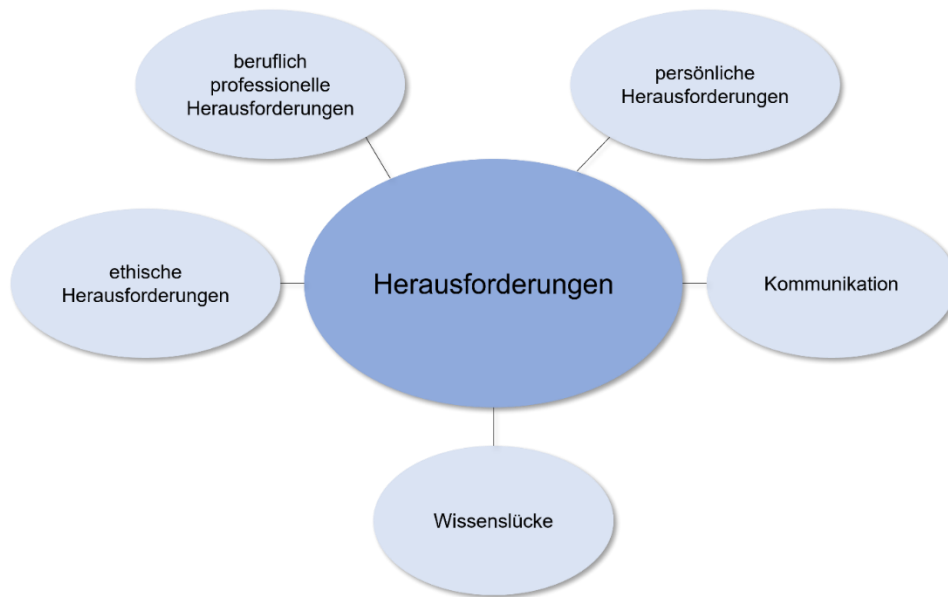 beruflich
professionelle
Herausforderungen
persönliche
Herausforderungen
ethische
Herausforderungen
Herausforderungen
Kommunikation
Wissenslücke